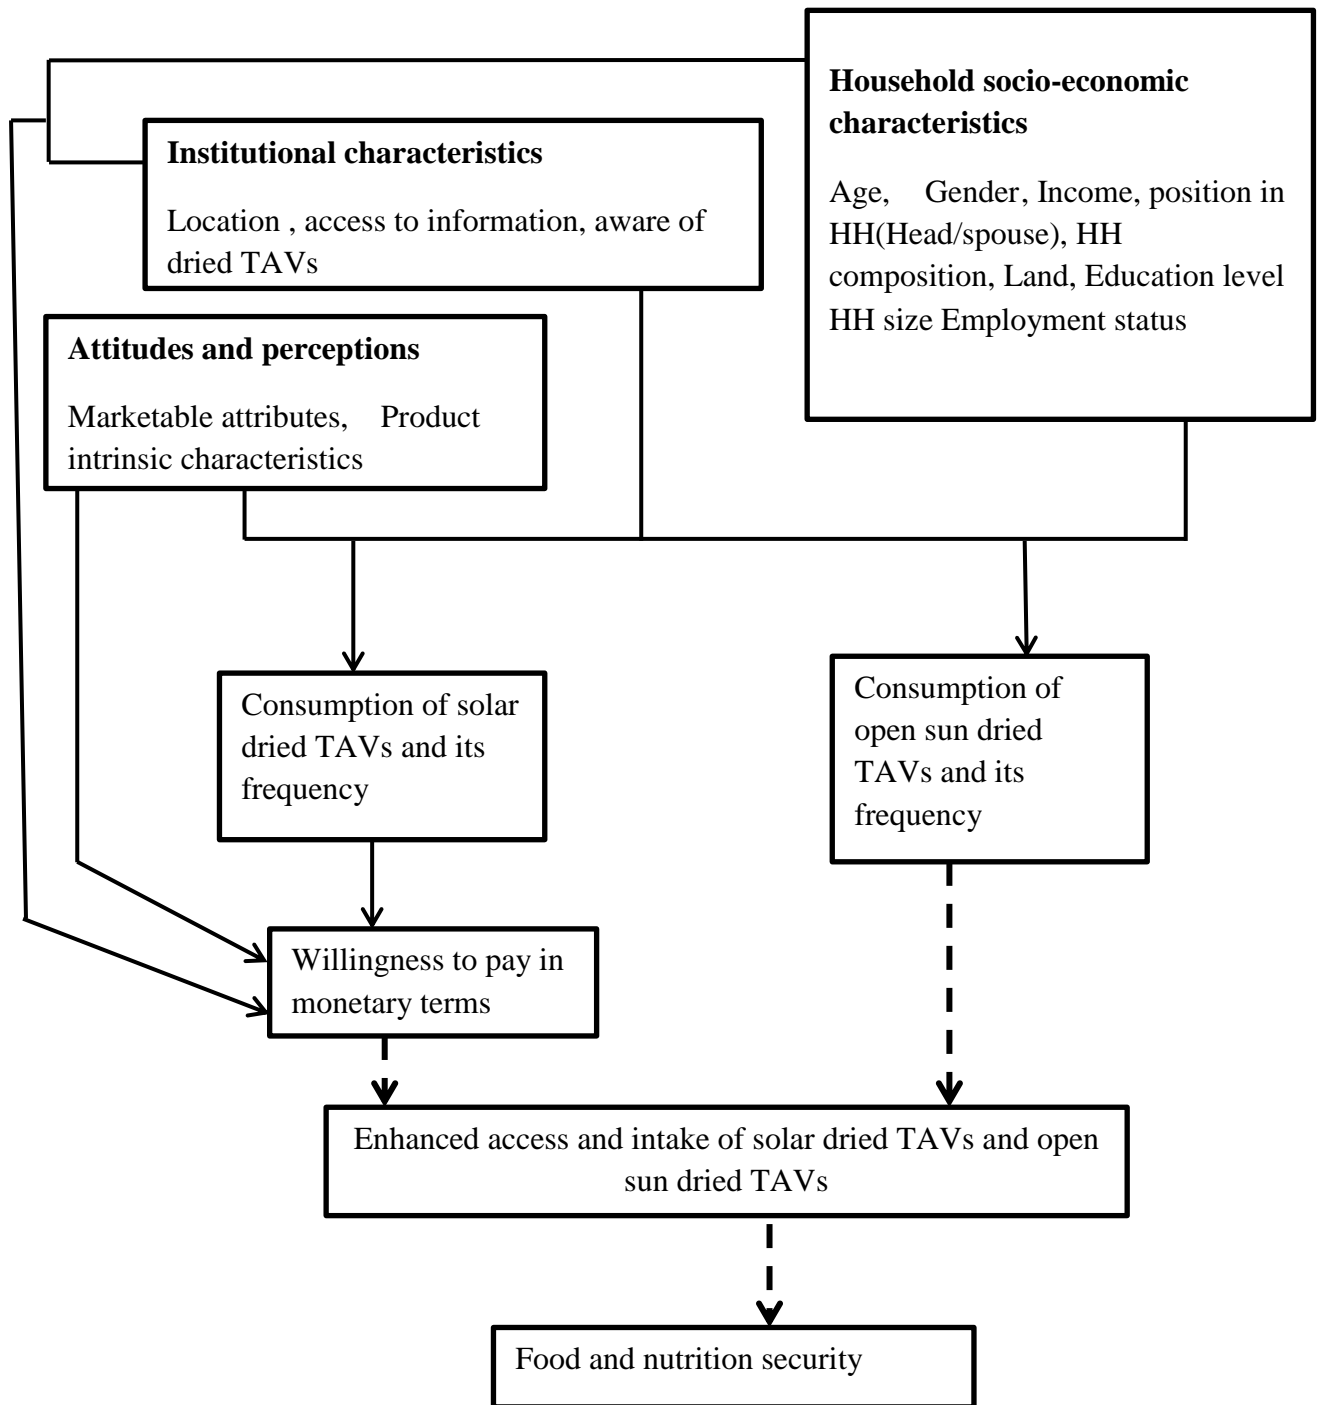 Household socio-economic
characteristics
Age,    Gender, Income, position in
HH(Head/spouse), HH
composition, Land, Education level
HH size Employment status
Institutional characteristics
Location , access to information, aware of
dried TAVs
Attitudes and perceptions
Marketable attributes,    Product
intrinsic characteristics
Consumption of solar
dried TAVs and its
frequency
Consumption of
open sun dried
TAVs and its
frequency
Willingness to pay in
monetary terms
Enhanced access and intake of solar dried TAVs and open
sun dried TAVs
Food and nutrition security